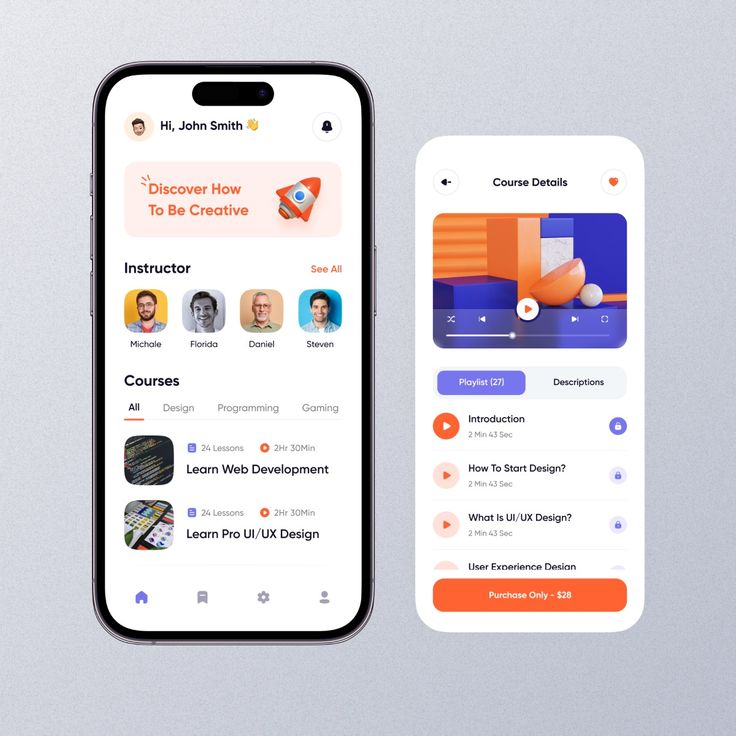 Hi, John Smith 👋
Discover How
To Be Creative
Instructor
See All
Michale
Florida
Daniel
Steven
Courses
All
Design
Programming
Gaming
24 Lessons
2Hr 30Min
Learn Web Development
24 Lessons
2Hr 30Min
Learn Pro UI/UX Design
Course Details
Playlist (27)
Descriptions
Introduction
2 Min 43 Sec
How To Start Design?
2 Min 43 Sec
What Is UI/UX Design?
2 Min 43 Sec
User Experience Design
Purchase Only - $28